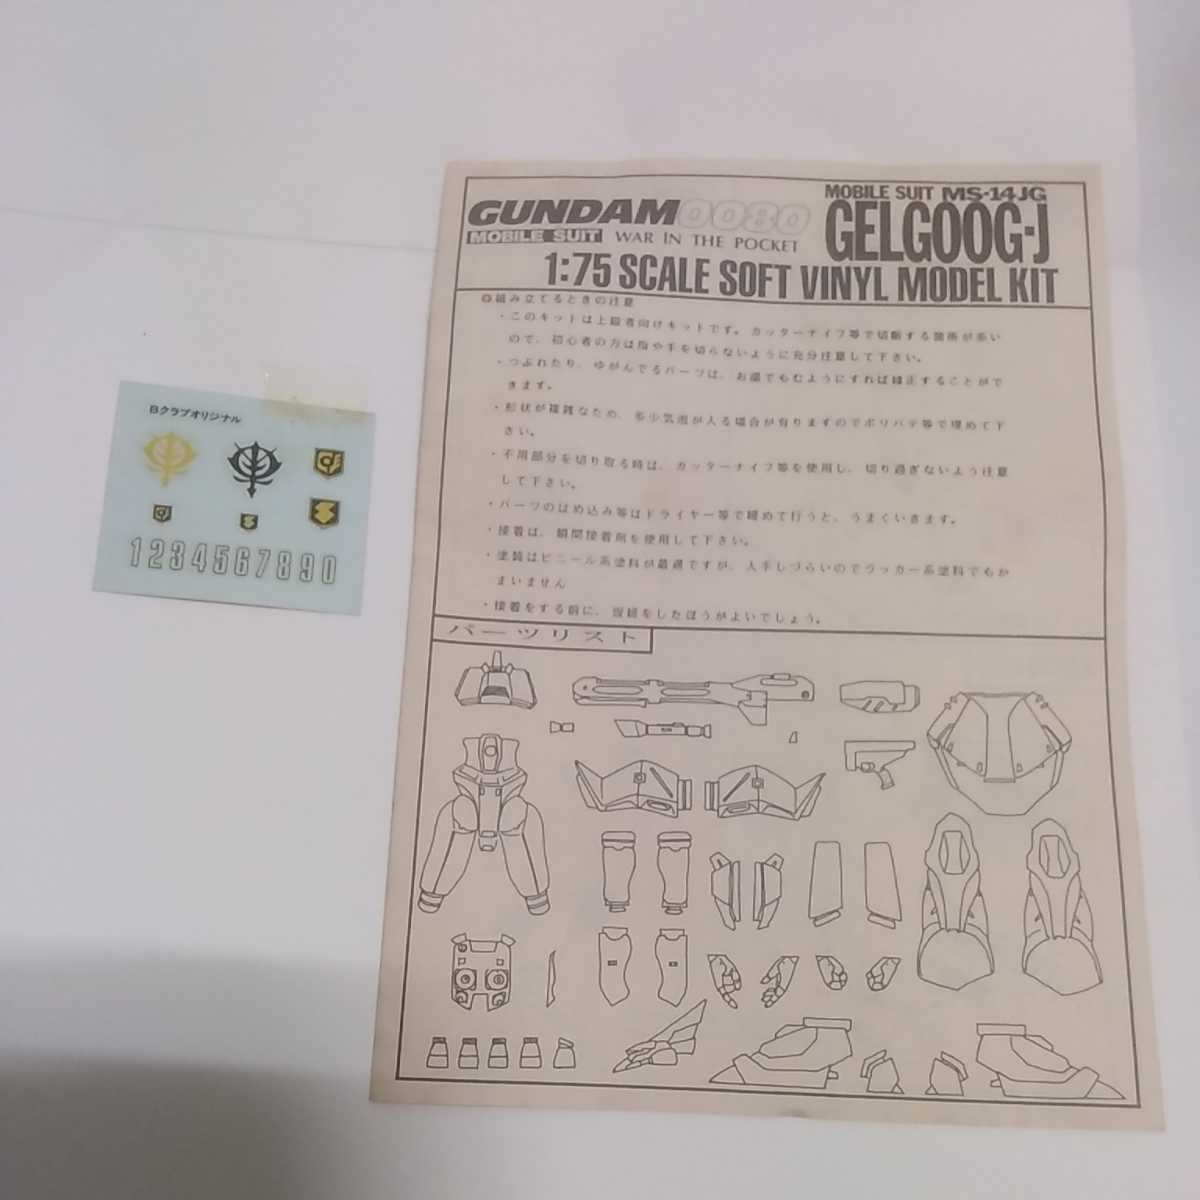 Bクラブオリジナル
1234567890
GUNDAM 0080
MOBILE SUIT WAR IN THE POCKET
MOBILE SUIT MS-14JG
GELGOOG-J
1:75 SCALE SOFT VINYL MODEL KIT
組み立てるときの注意
・このキットは上級者向けキットです。カッターナイフ等で切断する箇所が多い
ので、初心者の方は指や手を切らないように充分注意して下さい。
・つぶれたり、ゆがんでるパーツは、お湯でもむようにすれば修正することがで
きます。
・形状が複雑なため、多少気泡が入る場合が有りますのでポリパテ等で埋めて下
さい。
・不用部分を切り取る時は、カッターナイフ等を使用し、切り過ぎないよう注意
して下さい。
・パーツのはめ込み等はドライヤー等で暖めて行うと、うまくいきます。
・接着は、瞬間接着剤を使用して下さい。
・塗装はビニール系塗料が最適ですが、入手しづらいのでラッカー系塗料でもか
まいません
・接着をする前に、仮組をしたほうがよいでしょう。
パーツリスト